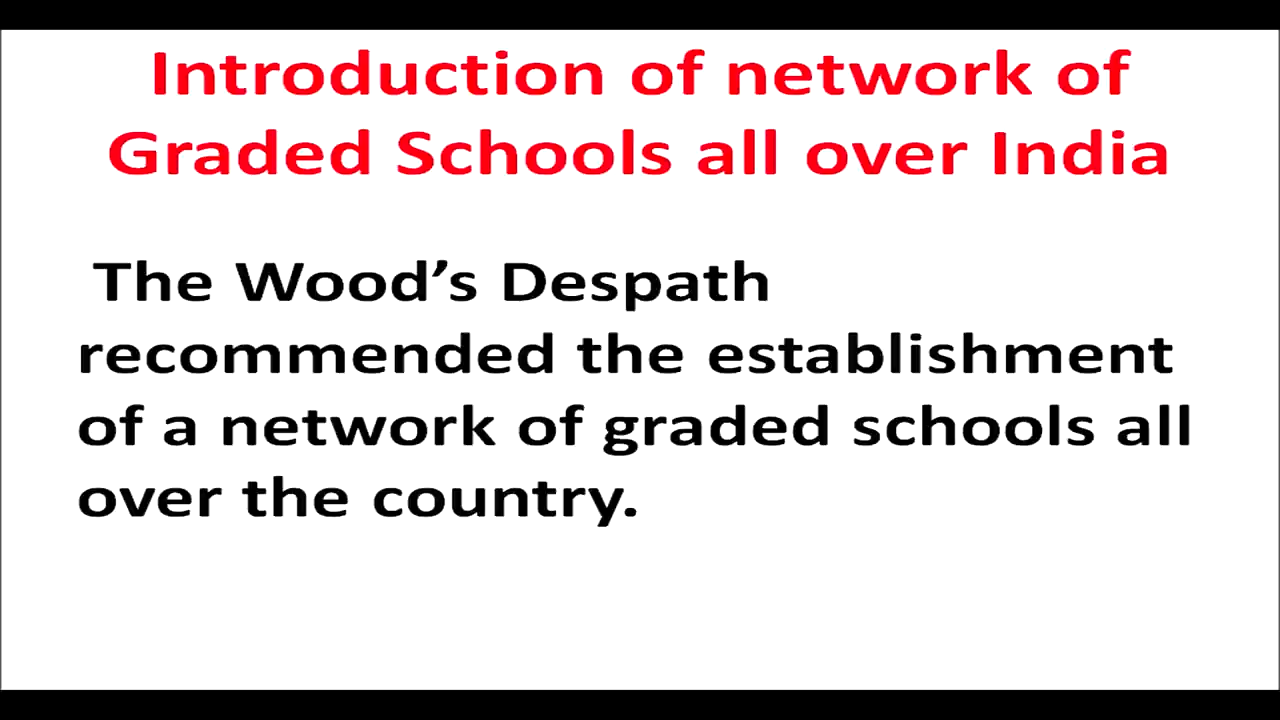 Introduction of network of
Graded Schools all over India
The Wood’s Despath
recommended the establishment
of a network of graded schools all
over the country.